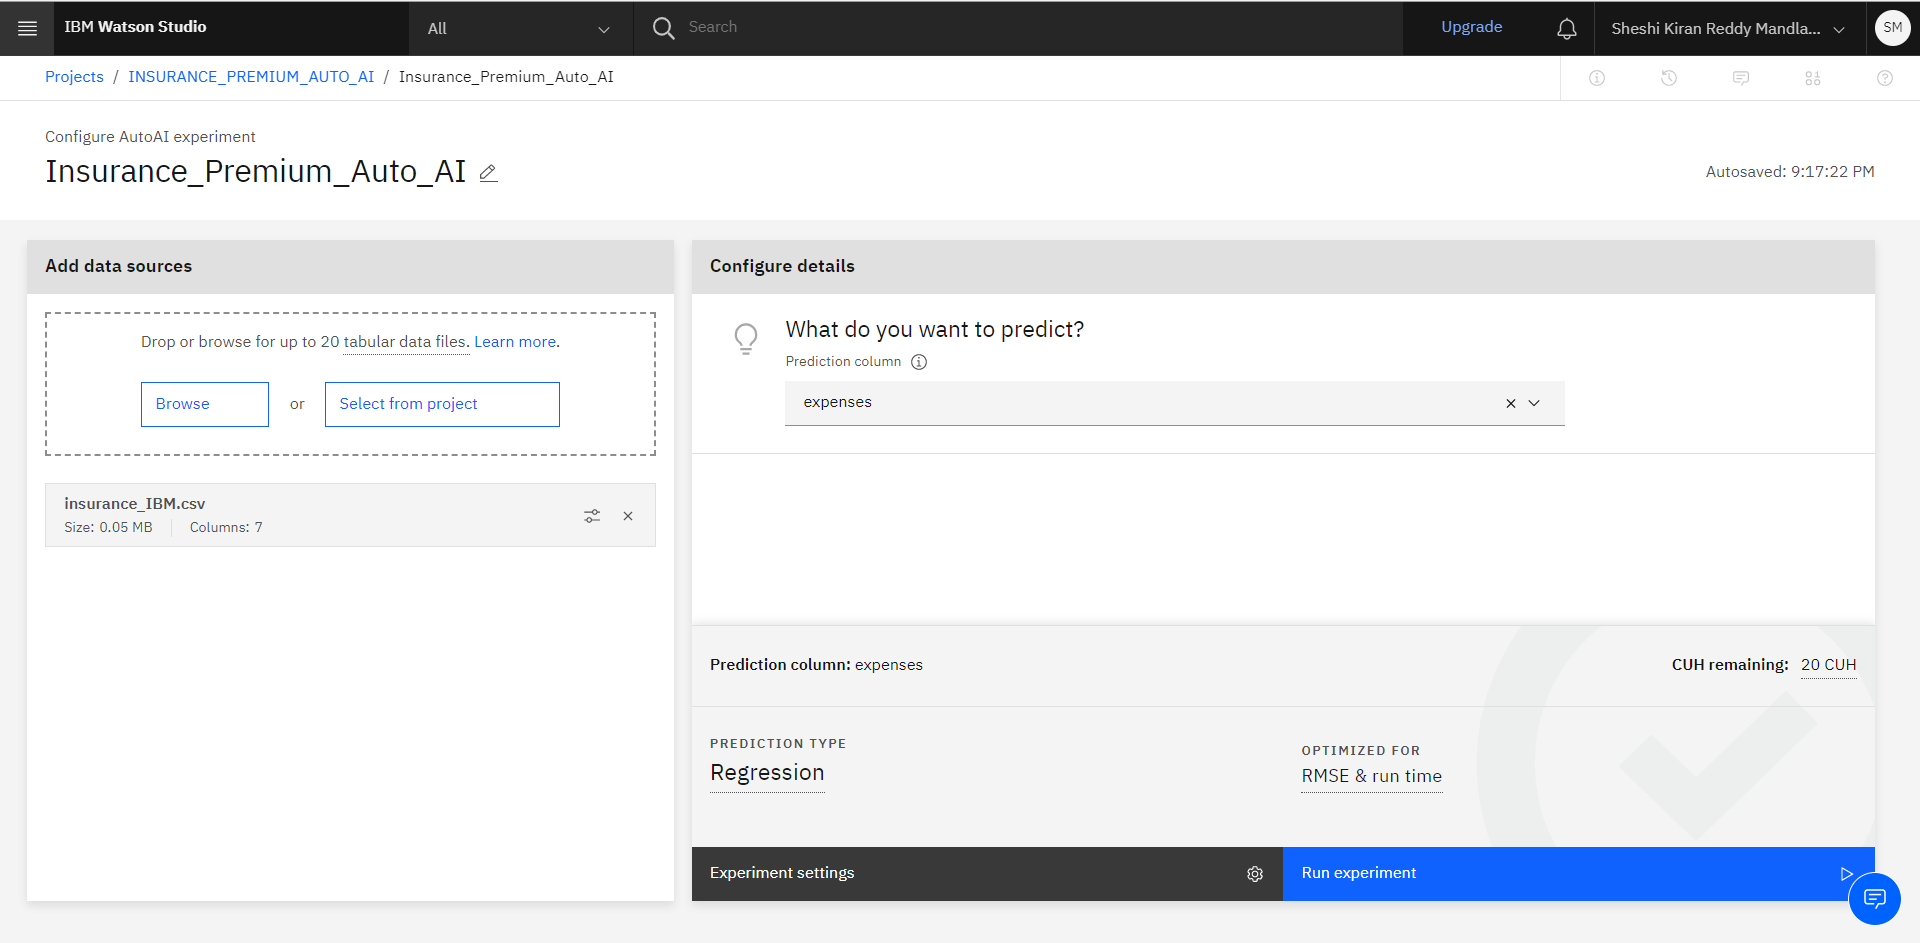 IBM Watson Studio
All
Search
Upgrade
Sheshi Kiran Reddy Mandla...
SM
Projects / INSURANCE_PREMIUM_AUTO_AI / Insurance_Premium_Auto_AI
Configure AutoAI experiment
Insurance_Premium_Auto_AI
Autosaved: 9:17:22 PM
Add data sources
Drop or browse for up to 20 tabular data files. Learn more.
Browse or Select from project
insurance_IBM.csv
Size: 0.05 MB Columns: 7
Configure details
What do you want to predict?
Prediction column
expenses
Prediction column: expenses
CUH remaining: 20 CUH
PREDICTION TYPE
Regression
OPTIMIZED FOR
RMSE & run time
Experiment settings
Run experiment